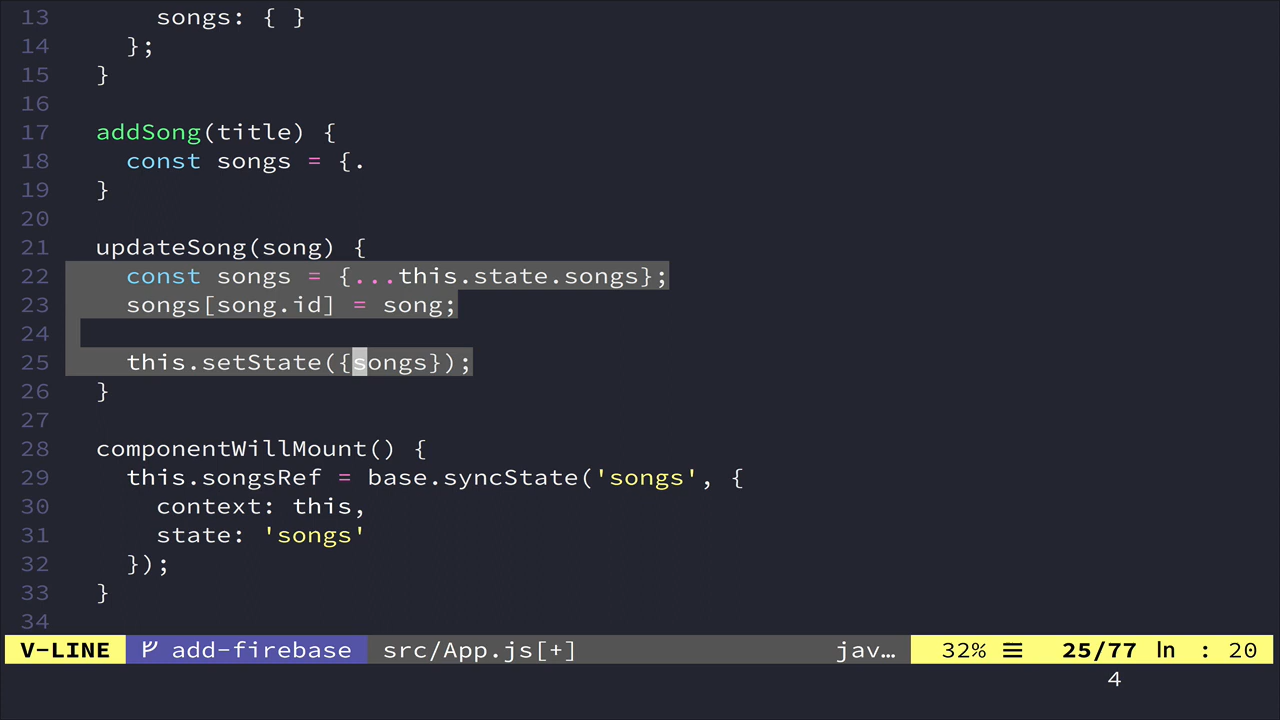 13       songs: { }
14     };
15   }
16
17   addSong(title) {
18     const songs = {.
19   }
20
21   updateSong(song) {
22     const songs = {...this.state.songs};
23     songs[song.id] = song;
24
25     this.setState({songs});
26   }
27
28   componentWillMount() {
29     this.songsRef = base.syncState('songs', {
30       context: this,
31       state: 'songs'
32     });
33   }
34
V-LINE add-firebase src/App.js[+] jav… 32% ☰ 25/77 ln : 20
4